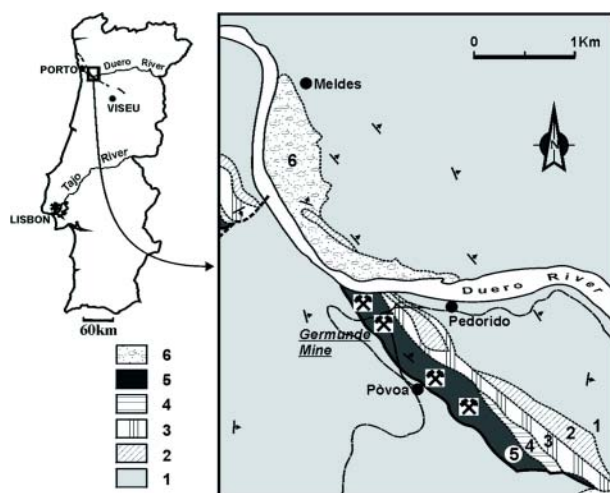 PORTO
Duero
River
VISEU
Tajo
River
LISBON
60km
6
5
4
3
2
1
0 1Km
Meldes
N
6
Duero River
Pedorido
Germunde
Mine
Pòvoa
1
2
3
4
5